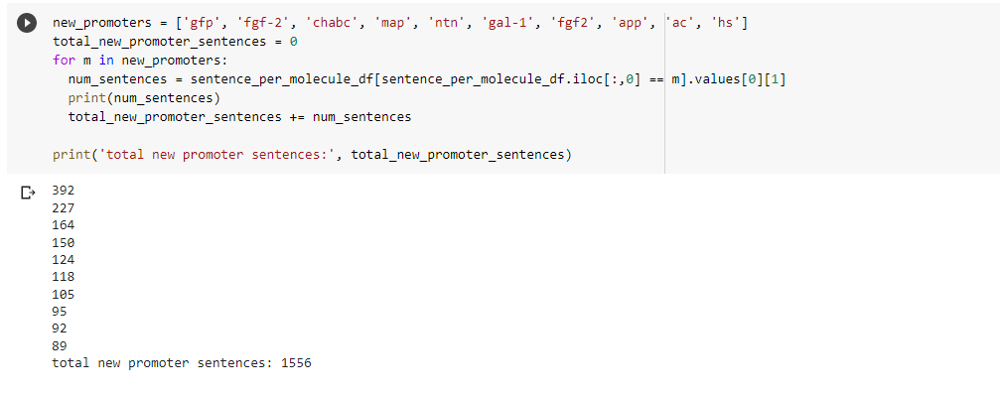 new_promoters = ['gfp', 'fgf-2', 'chabc', 'map', 'ntn', 'gal-1', 'fgf2', 'app', 'ac', 'hs']
total_new_promoter_sentences = 0
for m in new_promoters:
  num_sentences = sentence_per_molecule_df[sentence_per_molecule_df.iloc[:,0] == m].values[0][1]
  print(num_sentences)
  total_new_promoter_sentences += num_sentences

print('total new promoter sentences:', total_new_promoter_sentences)
392
227
164
150
124
118
105
95
92
89
total new promoter sentences: 1556